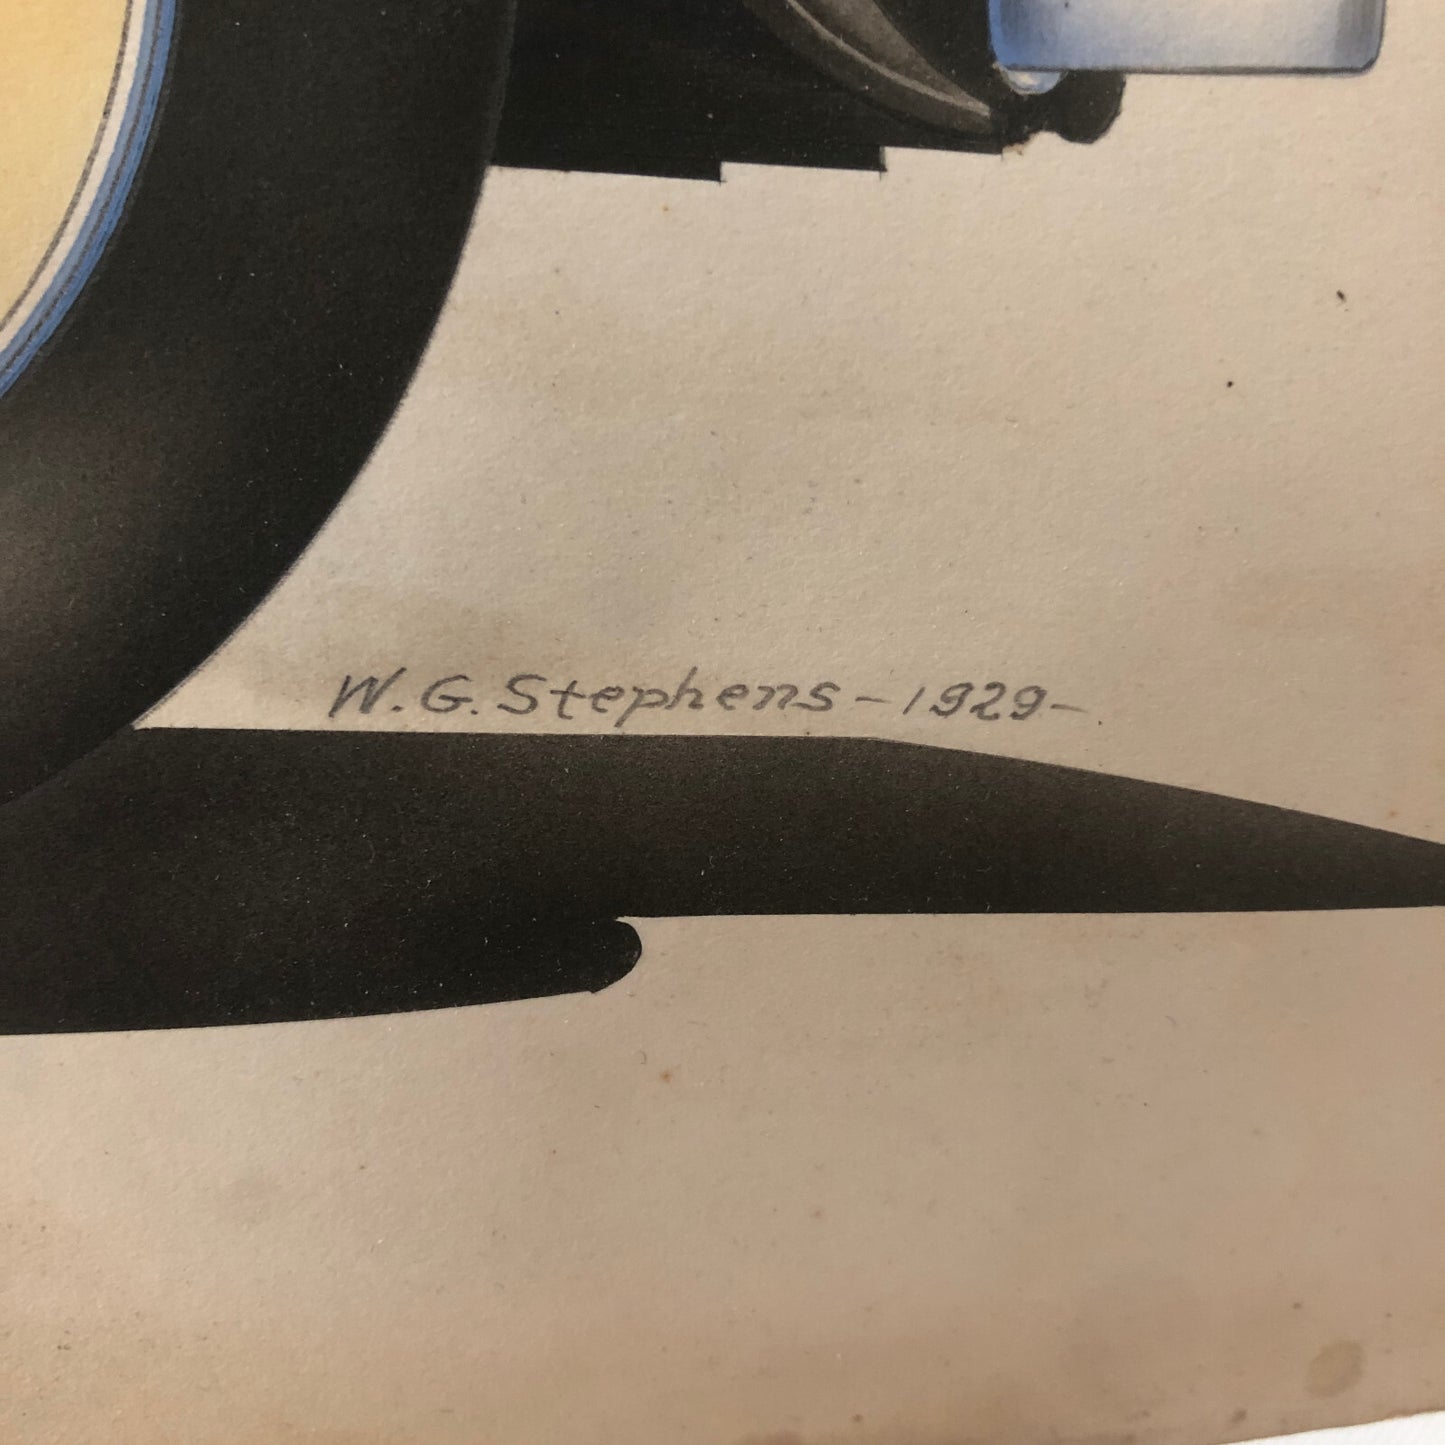 W. G. Stephens - 1929 -